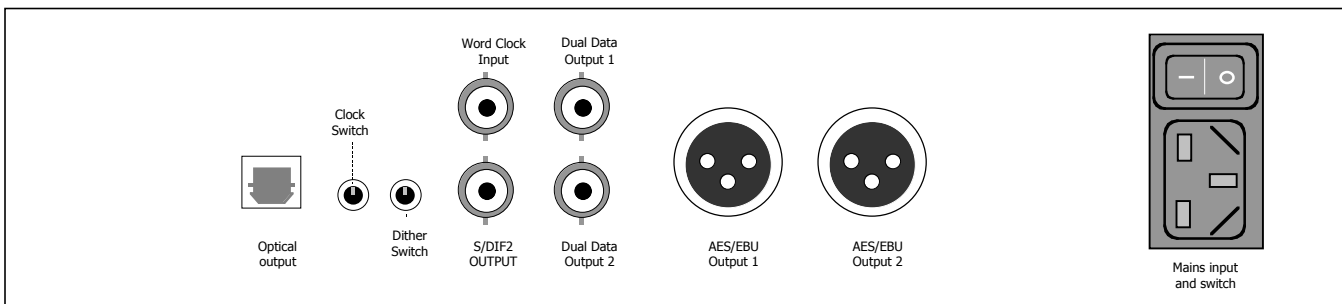 Word Clock
Input
Dual Data
Output 1
Clock
Switch
Optical
output
Dither
Switch
S/DIF2
OUTPUT
Dual Data
Output 2
AES/EBU
Output 1
AES/EBU
Output 2
Mains input
and switch